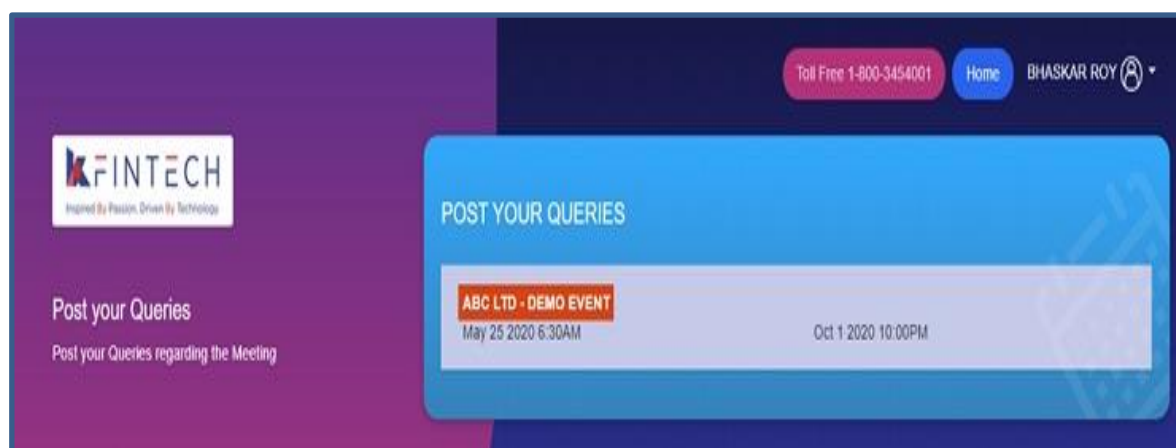 Toll Free 1-800-3454001 Home BHASKAR ROY
KFINTECH
Inspired By Passion. Driven By Technology
POST YOUR QUERIES
ABC LTD - DEMO EVENT
May 25 2020 6:30AM Oct 1 2020 10:00PM
Post your Queries
Post your Queries regarding the Meeting